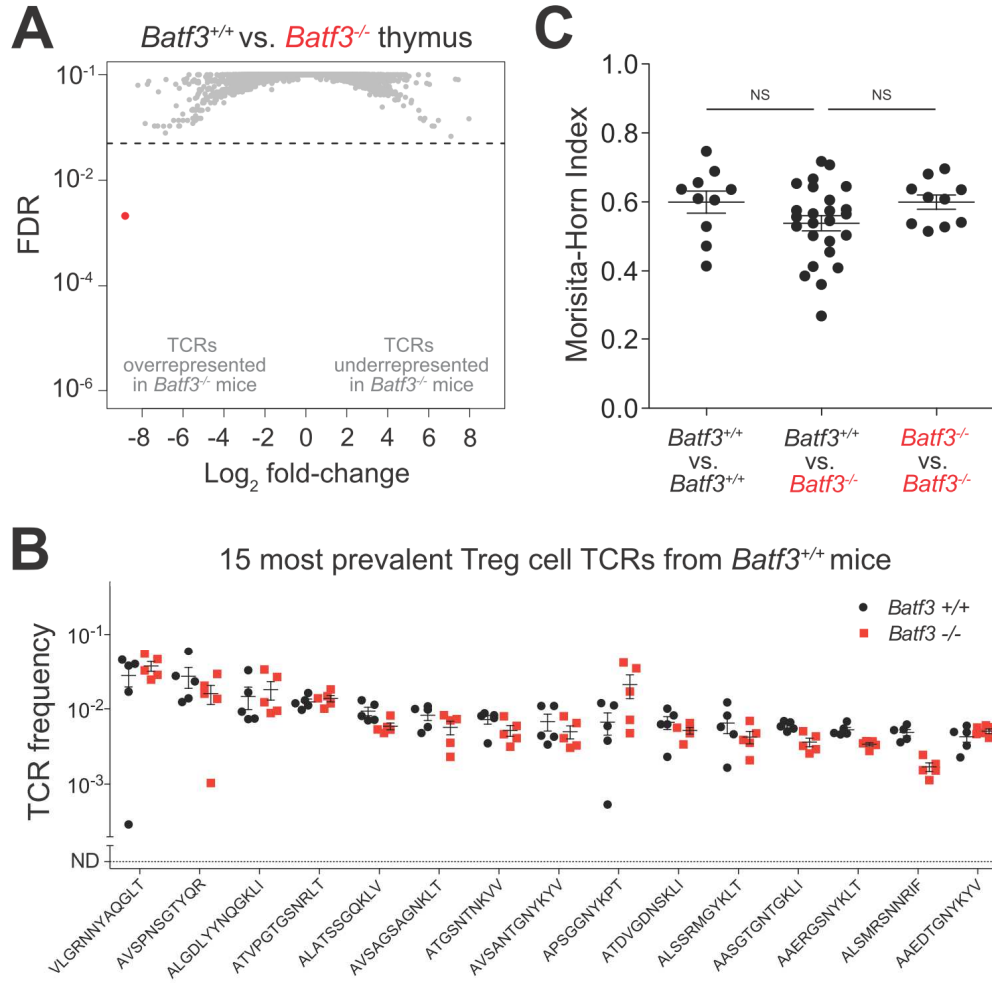 A
Batf3+/+ vs. Batf3-/- thymus
FDR
10-1
10-2
10-4
10-6
TCRs
overrepresented
in Batf3-/- mice
TCRs
underrepresented
in Batf3-/- mice
-8 -6 -4 -2 0 2 4 6 8
Log2 fold-change
C
Morisita-Horn Index
1.0
0.8
0.6
0.4
0.2
0.0
NS
NS
Batf3+/+
vs.
Batf3+/+
Batf3+/+
vs.
Batf3-/-
Batf3-/-
vs.
Batf3-/-
B
15 most prevalent Treg cell TCRs from Batf3+/+ mice
Batf3 +/+
Batf3 -/-
TCR frequency
10-1
10-2
10-3
ND
VLGRNNYAQGLT
AVSPNSGTYQR
ALGDLYYNQGKLI
ATVPGTGSNRLT
ALATSSGQKLV
AVSAGSAGNKLT
ATGSNTNKVV
AVSANTGNYKYV
APSGGNYKPT
ATDVGDNSKLI
ALSSRMGYKLT
AASGTGNTGKLI
AAERGSNYKLT
ALSMRSNNRIF
AAEDTGNYKYV